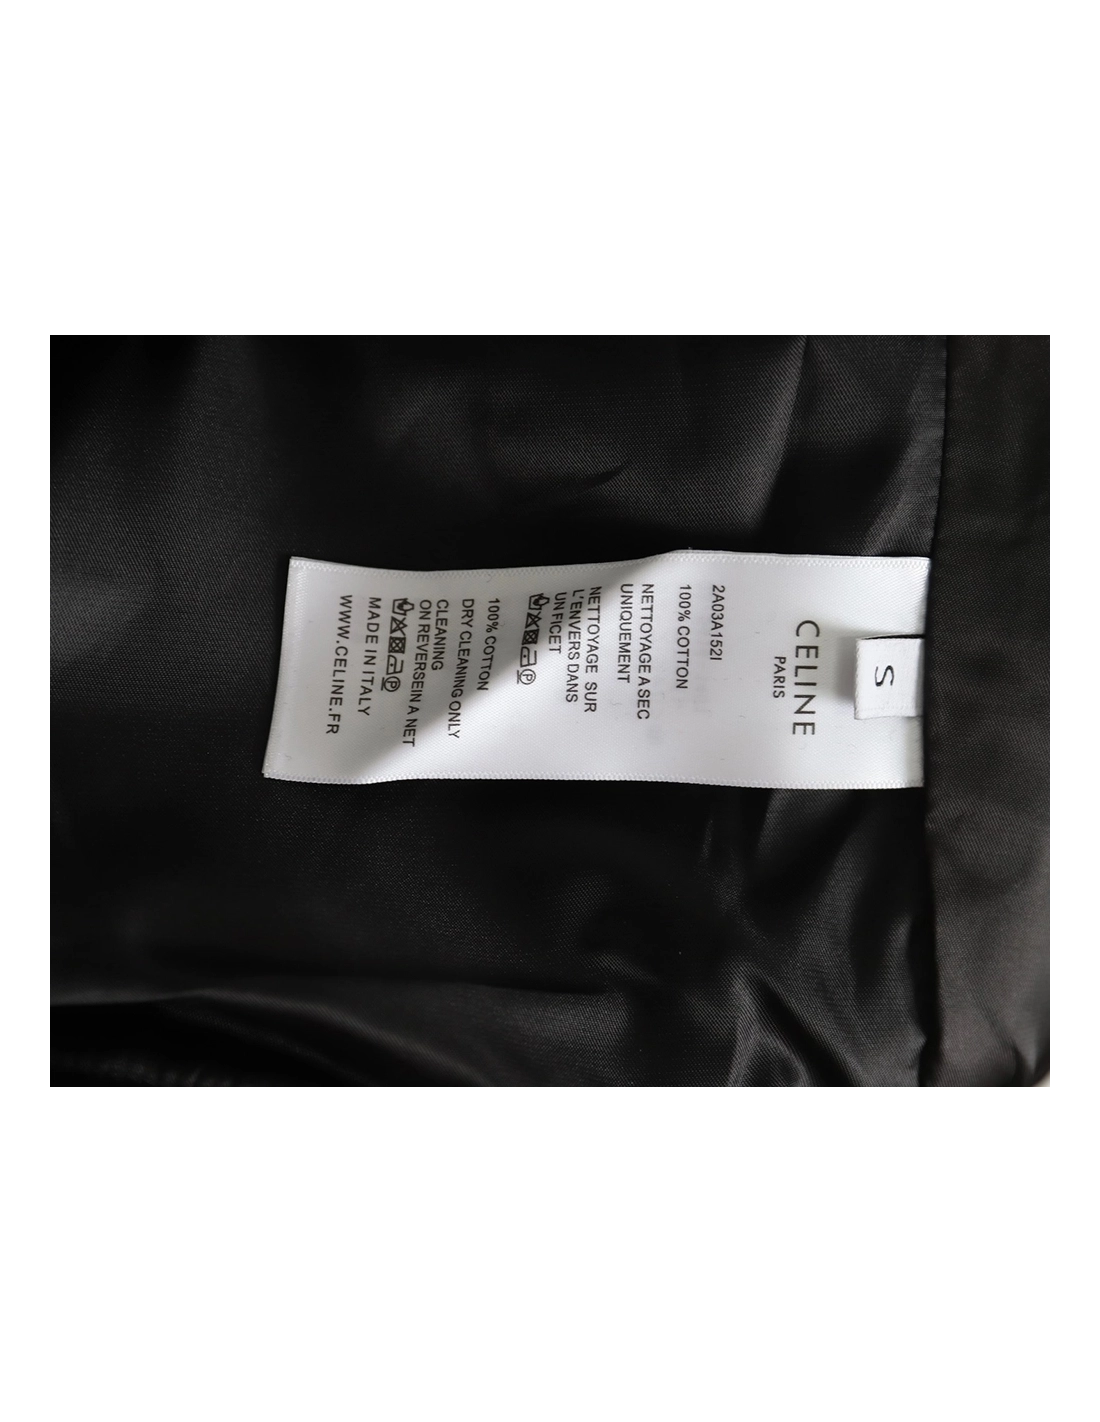 S
CELINE
PARIS
2A03A152I
100% COTTON
NETTOYAGE A SEC
UNIQUEMENT
NETTOYAGE SUR
L'ENVERS DANS
UN FICET
100% COTTON
DRY CLEANING ONLY
CLEANING
ON REVERSEIN A NET
MADE IN ITALY
WWW.CELINE.FR